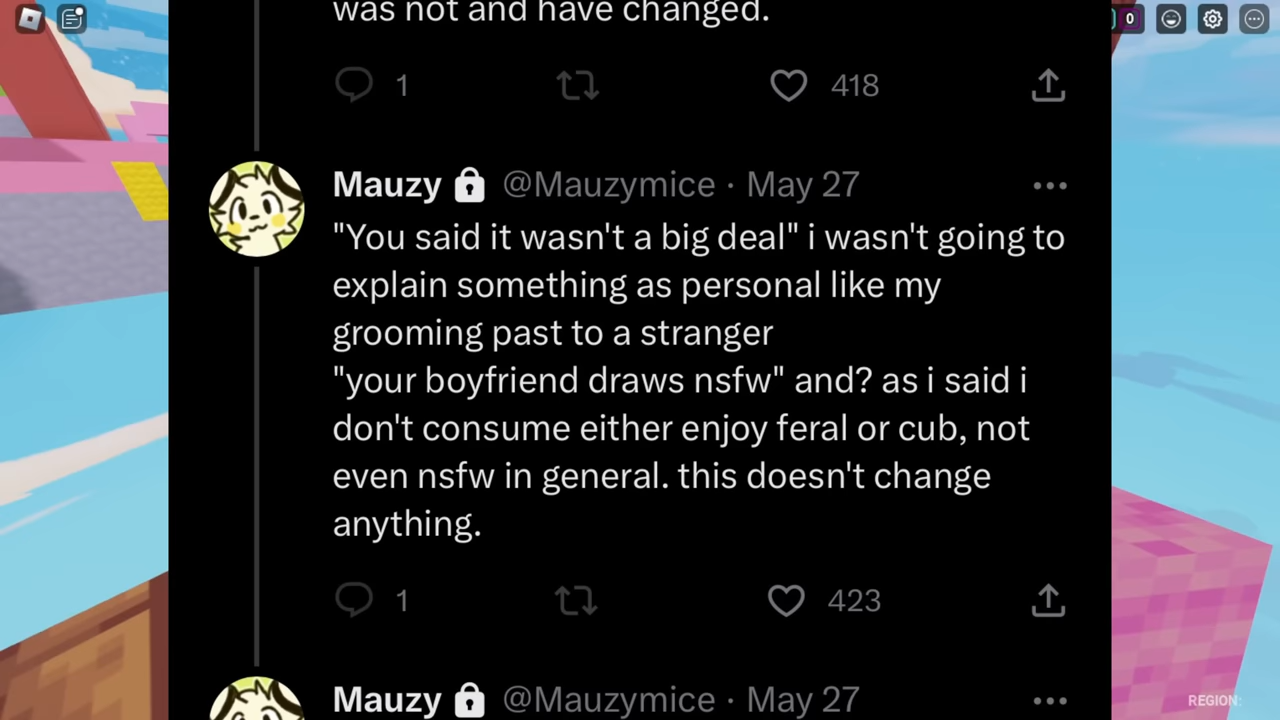 was not and have changed.
0
1
418
Mauzy @Mauzymice · May 27
"You said it wasn't a big deal" i wasn't going to
explain something as personal like my
grooming past to a stranger
"your boyfriend draws nsfw" and? as i said i
don't consume either enjoy feral or cub, not
even nsfw in general. this doesn't change
anything.
1
423
Mauzy @Mauzymice · May 27
REGION: